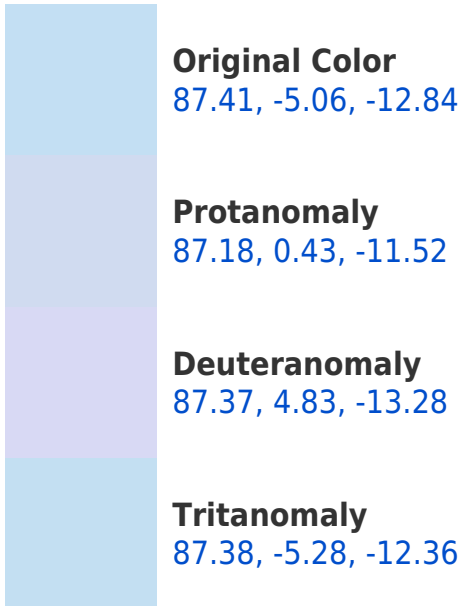 Original Color
87.41, -5.06, -12.84
Protanomaly
87.18, 0.43, -11.52
Deuteranomaly
87.37, 4.83, -13.28
Tritanomaly
87.38, -5.28, -12.36